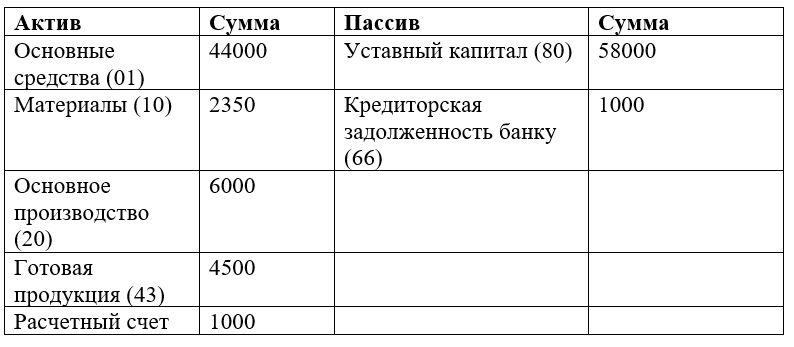 Актив Сумма Пассив Сумма
Основные
средства (01) 44000 Уставный капитал (80) 58000
Материалы (10) 2350 Кредиторская 1000
задолженность банку
(66)
Основное 6000
производство
(20)
Готовая 4500
продукция (43)
Расчетный счет 1000